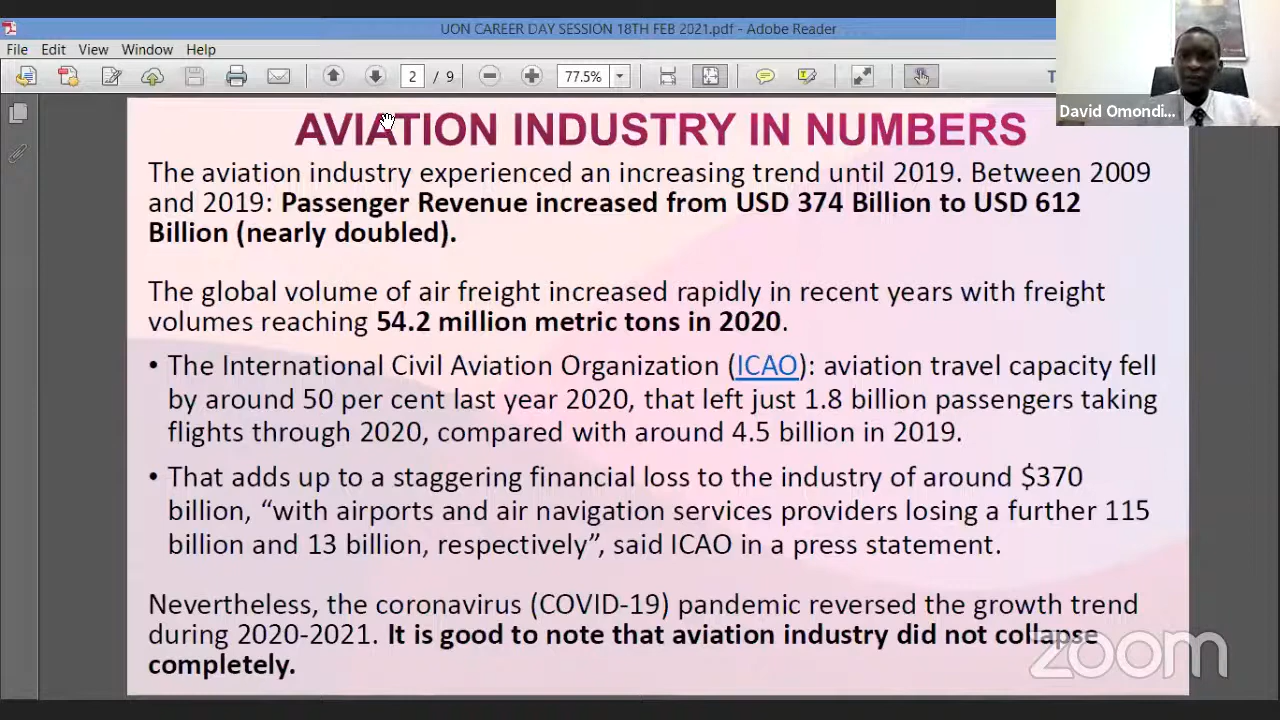 UON CAREER DAY SESSION 18TH FEB 2021.pdf - Adobe Reader
File Edit View Window Help
2 / 9 77.5% T
David Omondi...
AVIATION INDUSTRY IN NUMBERS
The aviation industry experienced an increasing trend until 2019. Between 2009
and 2019: Passenger Revenue increased from USD 374 Billion to USD 612
Billion (nearly doubled).
The global volume of air freight increased rapidly in recent years with freight
volumes reaching 54.2 million metric tons in 2020.
• The International Civil Aviation Organization (ICAO): aviation travel capacity fell
by around 50 per cent last year 2020, that left just 1.8 billion passengers taking
flights through 2020, compared with around 4.5 billion in 2019.
• That adds up to a staggering financial loss to the industry of around $370
billion, “with airports and air navigation services providers losing a further 115
billion and 13 billion, respectively”, said ICAO in a press statement.
Nevertheless, the coronavirus (COVID-19) pandemic reversed the growth trend
during 2020-2021. It is good to note that aviation industry did not collapse
completely.
zoom